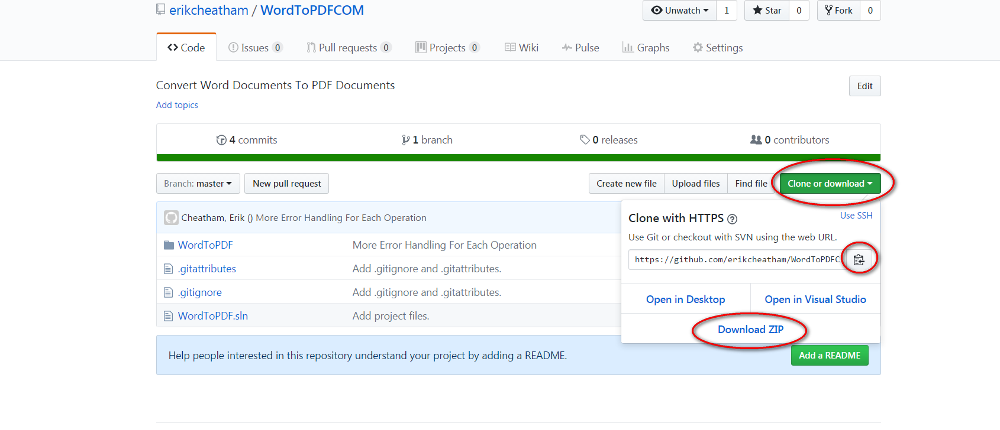 erikcheatham / WordToPDFCOM
Unwatch 1 Star 0 Fork 0
Code Issues 0 Pull requests 0 Projects 0 Wiki Pulse Graphs Settings
Convert Word Documents To PDF Documents
Edit
Add topics
4 commits 1 branch 0 releases 0 contributors
Branch: master New pull request Create new file Upload files Find file Clone or download
Cheatham, Erik () More Error Handling For Each Operation
WordToPDF More Error Handling For Each Operation
.gitattributes Add .gitignore and .gitattributes.
.gitignore Add .gitignore and .gitattributes.
WordToPDF.sln Add project files.
Clone with HTTPS ? Use SSH
Use Git or checkout with SVN using the web URL.
https://github.com/erikcheatham/WordToPDFC
Open in Desktop Open in Visual Studio
Download ZIP
Help people interested in this repository understand your project by adding a README.
Add a README